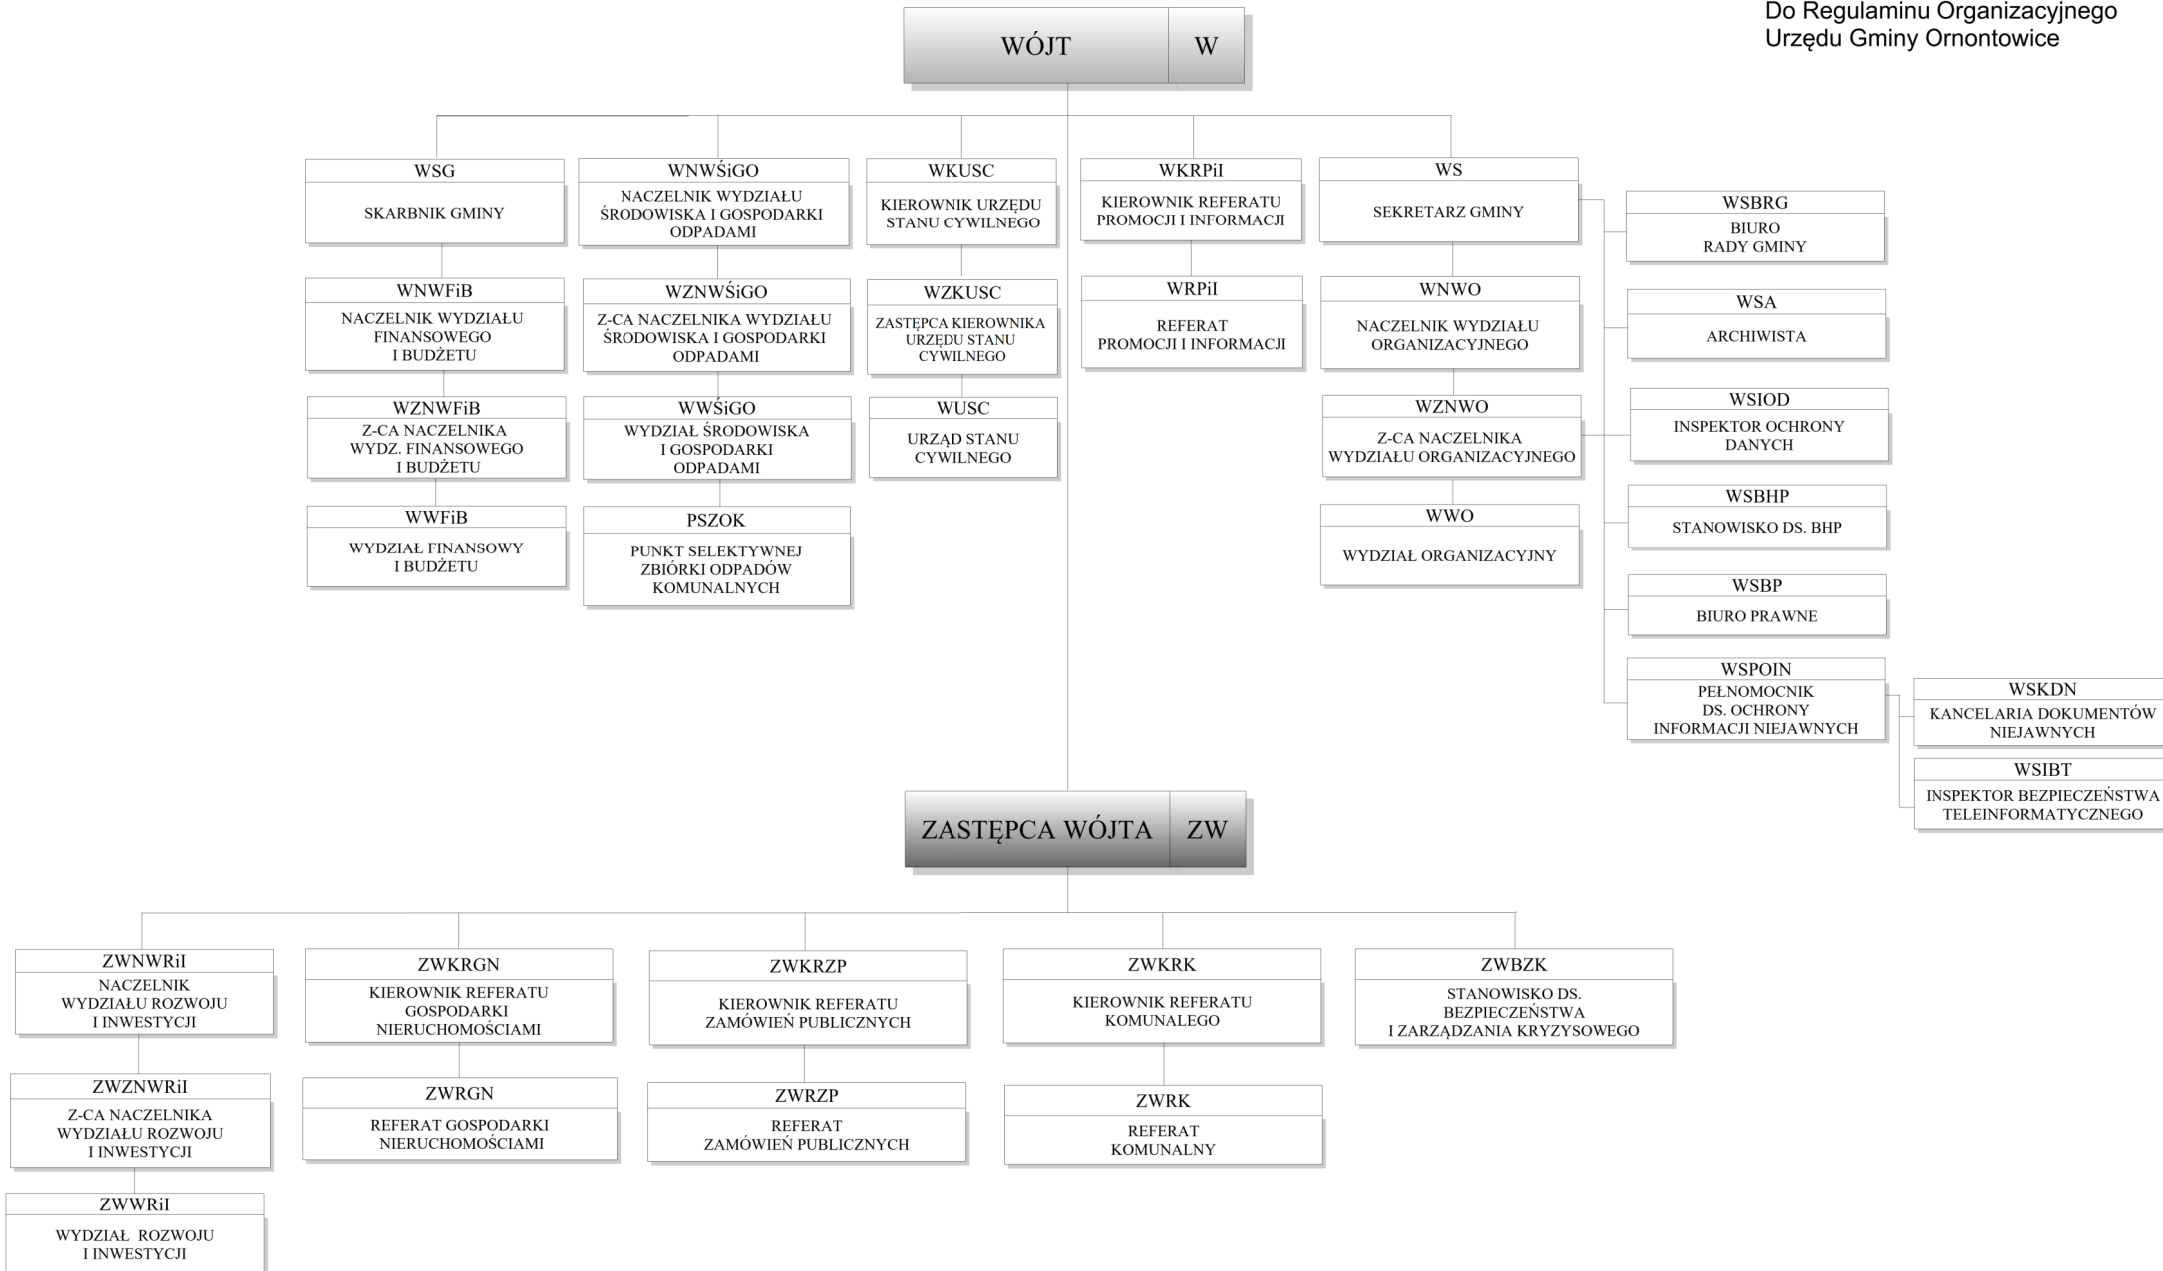 Do Regulaminu Organizacyjnego
Urzędu Gminy Ornontowice
WÓJT W
WSG
SKARBNIK GMINY
WNWFiB
NACZELNIK WYDZIAŁU
FINANSOWEGO
I BUDŻETU
WZNWFiB
Z-CA NACZELNIKA
WYDZ. FINANSOWEGO
I BUDŻETU
WWFiB
WYDZIAŁ FINANSOWY
I BUDŻETU
WNWŚiGO
NACZELNIK WYDZIAŁU
ŚRODOWISKA I GOSPODARKI
ODPADAMI
WZNWŚiGO
Z-CA NACZELNIKA WYDZIAŁU
ŚRODOWISKA I GOSPODARKI
ODPADAMI
WWŚiGO
WYDZIAŁ ŚRODOWISKA
I GOSPODARKI
ODPADAMI
PSZOK
PUNKT SELEKTYWNEJ
ZBIÓRKI ODPADÓW
KOMUNALNYCH
WKUSC
KIEROWNIK URZĘDU
STANU CYWILNEGO
WZKUSC
ZASTĘPCA KIEROWNIKA
URZĘDU STANU
CYWILNEGO
WUSC
URZĄD STANU
CYWILNEGO
WKRPiI
KIEROWNIK REFERATU
PROMOCJI I INFORMACJI
WRPiI
REFERAT
PROMOCJI I INFORMACJI
WS
SEKRETARZ GMINY
WNWO
NACZELNIK WYDZIAŁU
ORGANIZACYJNEGO
WZNWO
Z-CA NACZELNIKA
WYDZIAŁU ORGANIZACYJNEGO
WWO
WYDZIAŁ ORGANIZACYJNY
WSBRG
BIURO
RADY GMINY
WSA
ARCHIWISTA
WSIOD
INSPEKTOR OCHRONY
DANYCH
WSBHP
STANOWISKO DS. BHP
WSBP
BIURO PRAWNE
WSPOIN
PEŁNOMOCNIK
DS. OCHRONY
INFORMACJI NIEJAWNYCH
WSKDN
KANCELARIA DOKUMENTÓW
NIEJAWNYCH
WSIBT
INSPEKTOR BEZPIECZEŃSTWA
TELEINFORMATYCZNEGO
ZASTĘPCA WÓJTA ZW
ZWNWRiI
NACZELNIK
WYDZIAŁU ROZWOJU
I INWESTYCJI
ZWZNWRiI
Z-CA NACZELNIKA
WYDZIAŁU ROZWOJU
I INWESTYCJI
ZWWRiI
WYDZIAŁ ROZWOJU
I INWESTYCJI
ZWKRGN
KIEROWNIK REFERATU
GOSPODARKI
NIERUCHOMOŚCIAMI
ZWRGN
REFERAT GOSPODARKI
NIERUCHOMOŚCIAMI
ZWKRZP
KIEROWNIK REFERATU
ZAMÓWIEŃ PUBLICZNYCH
ZWRZP
REFERAT
ZAMÓWIEŃ PUBLICZNYCH
ZWKRK
KIEROWNIK REFERATU
KOMUNALEGO
ZWRK
REFERAT
KOMUNALNY
ZWBZK
STANOWISKO DS.
BEZPIECZEŃSTWA
I ZARZĄDZANIA KRYZYSOWEGO